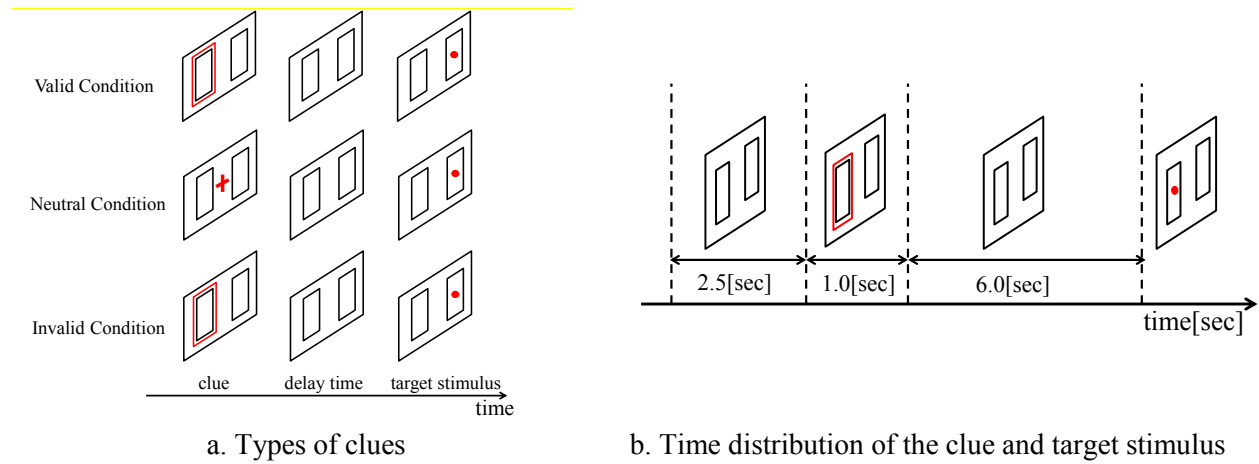 Valid Condition
Neutral Condition
Invalid Condition
clue delay time target stimulus
time
a. Types of clues
2.5[sec] 1.0[sec] 6.0[sec]
time[sec]
b. Time distribution of the clue and target stimulus